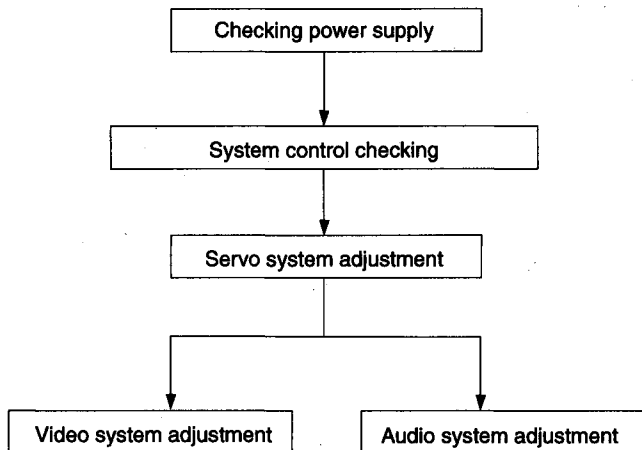 Checking power supply
System control checking
Servo system adjustment
Video system adjustment
Audio system adjustment